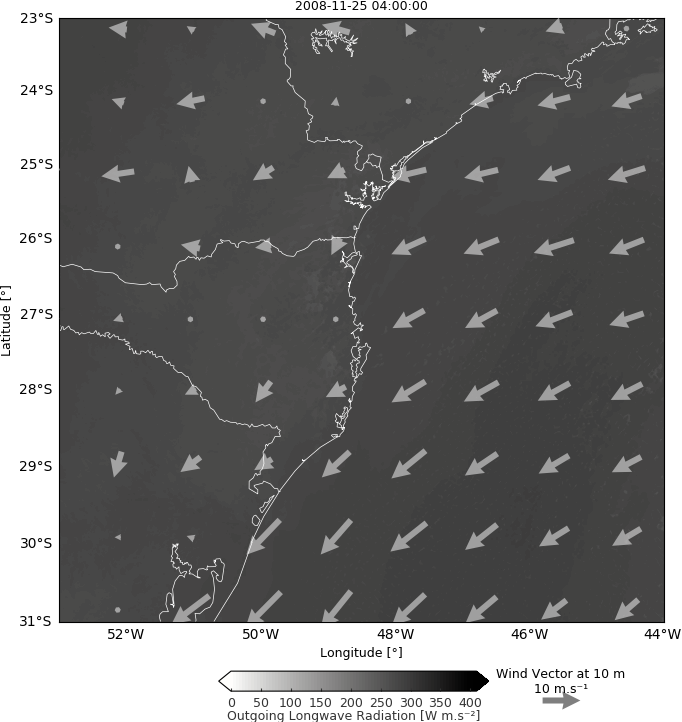 2008-11-25 04:00:00
23°S
24°S
25°S
26°S
27°S
28°S
29°S
30°S
31°S
Latitude [°]
52°W 50°W 48°W 46°W 44°W
Longitude [°]
0 50 100 150 200 250 300 350 400
Outgoing Longwave Radiation [W m.s⁻²]
Wind Vector at 10 m
10 m.s⁻¹